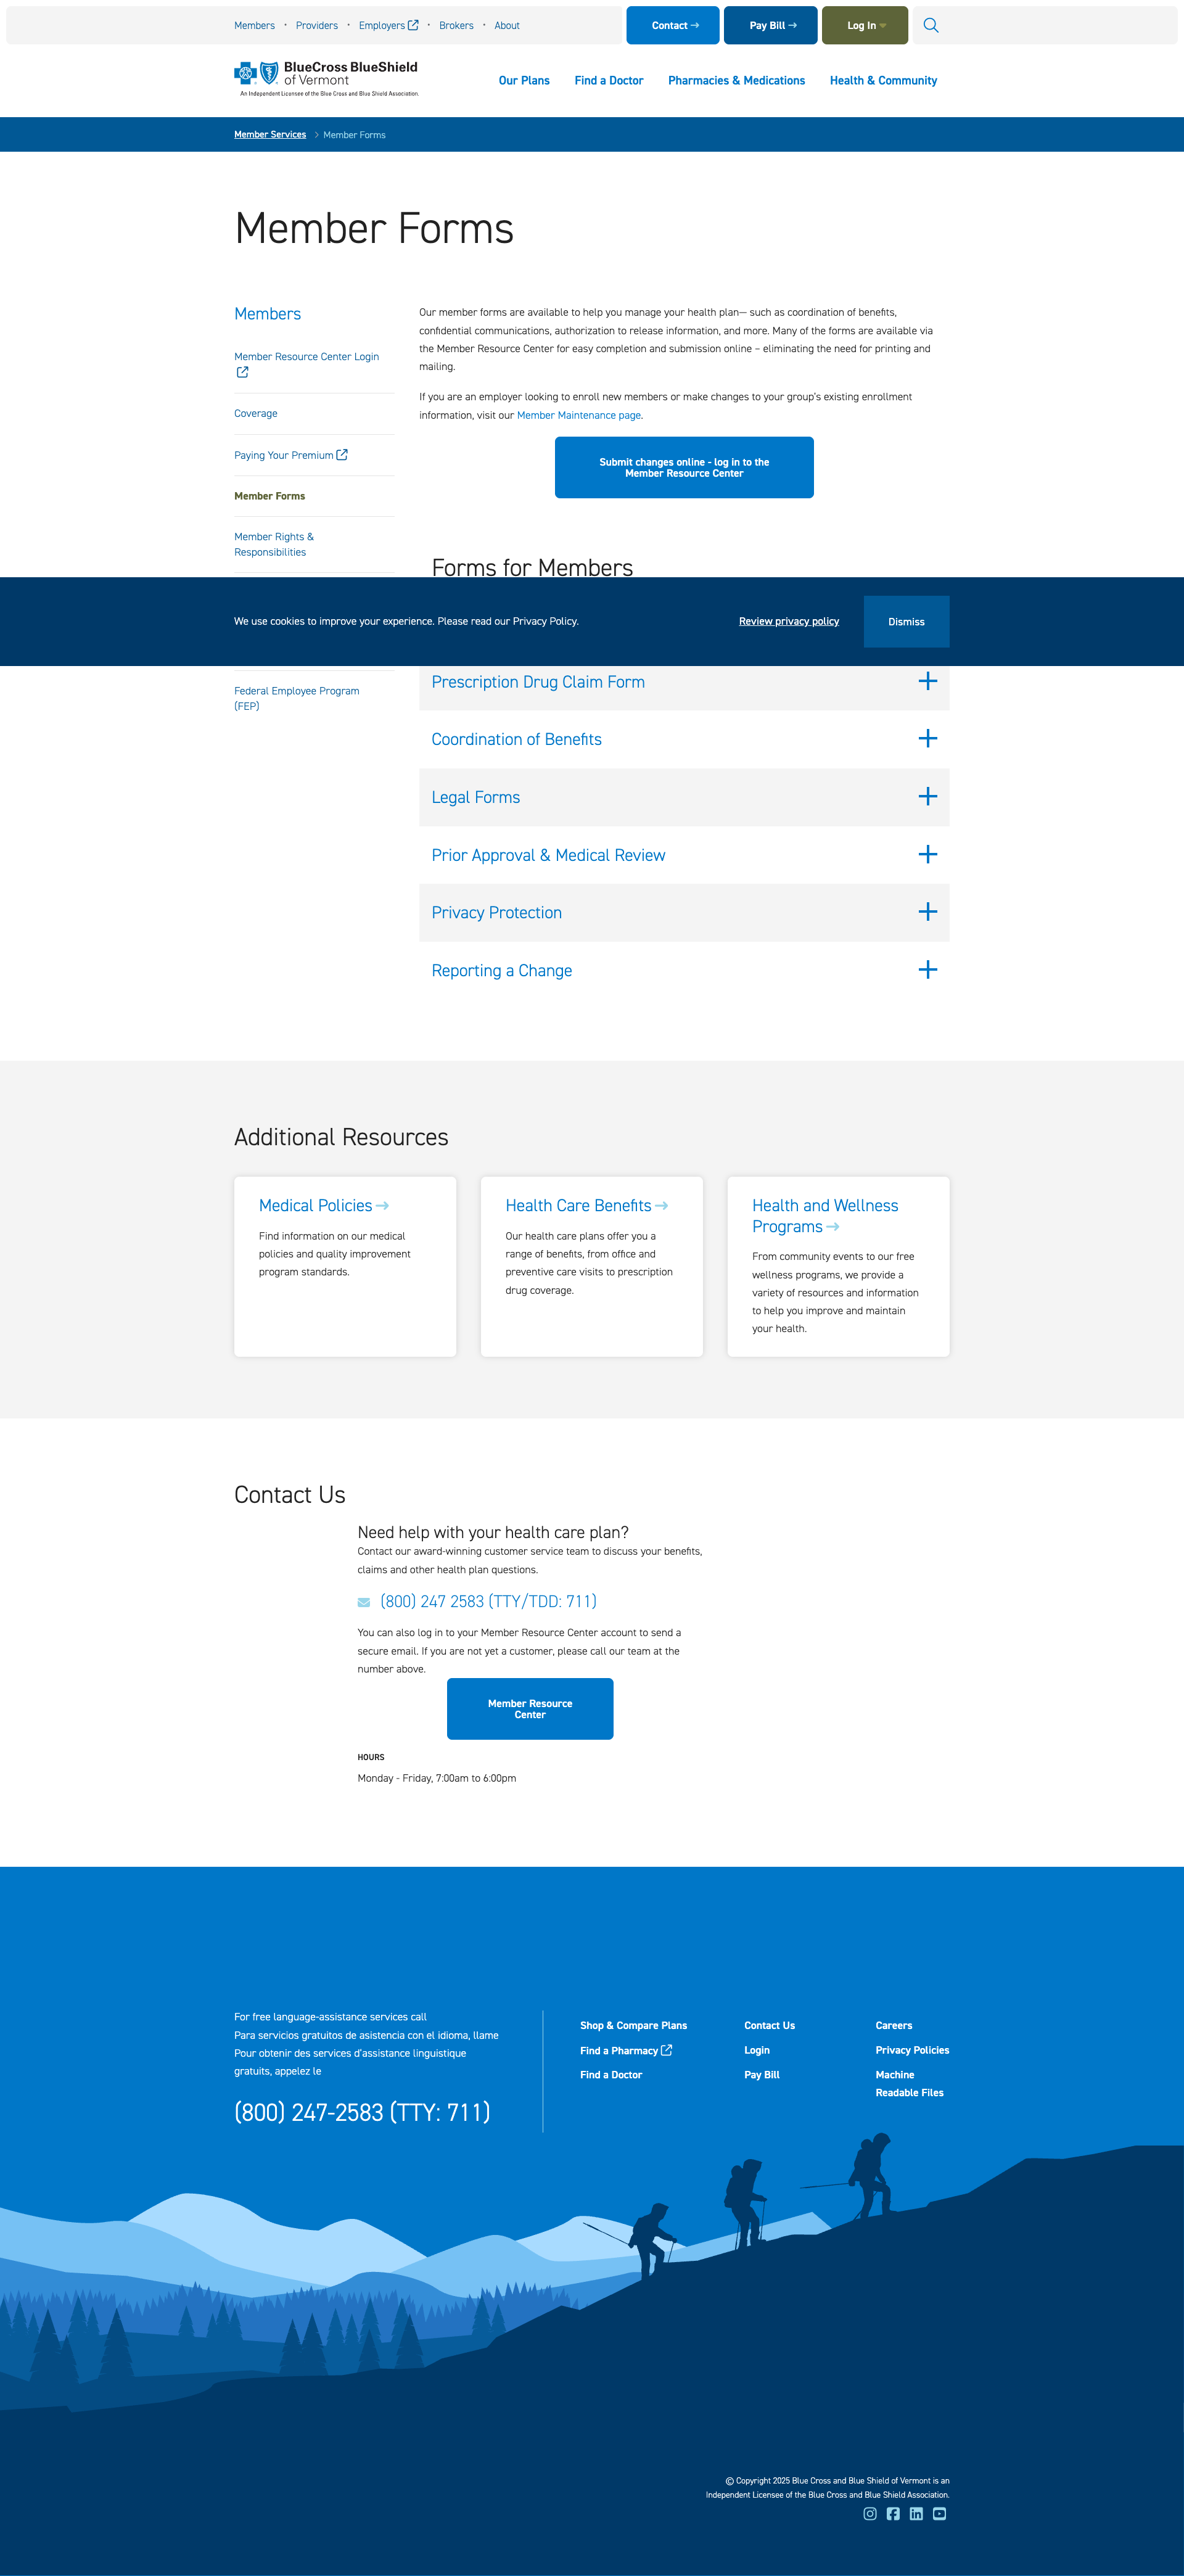 Members • Providers • Employers • Brokers • About
Contact
Pay Bill
Log In
BlueCross BlueShield
of Vermont
An Independent Licensee of the Blue Cross and Blue Shield Association.
Our Plans
Find a Doctor
Pharmacies & Medications
Health & Community
Member Services
Member Forms
Member Forms
Members
Member Resource Center Login
Coverage
Paying Your Premium
Member Forms
Member Rights &
Responsibilities
Our member forms are available to help you manage your health plan— such as coordination of benefits,
confidential communications, authorization to release information, and more. Many of the forms are available via
the Member Resource Center for easy completion and submission online – eliminating the need for printing and
mailing.
If you are an employer looking to enroll new members or make changes to your group's existing enrollment
information, visit our Member Maintenance page.
Submit changes online - log in to the
Member Resource Center
Forms for Members
We use cookies to improve your experience. Please read our Privacy Policy.
Review privacy policy
Dismiss
Federal Employee Program
(FEP)
Prescription Drug Claim Form
Coordination of Benefits
Legal Forms
Prior Approval & Medical Review
Privacy Protection
Reporting a Change
Additional Resources
Medical Policies
Find information on our medical
policies and quality improvement
program standards.
Health Care Benefits
Our health care plans offer you a
range of benefits, from office and
preventive care visits to prescription
drug coverage.
Health and Wellness
Programs
From community events to our free
wellness programs, we provide a
variety of resources and information
to help you improve and maintain
your health.
Contact Us
Need help with your health care plan?
Contact our award-winning customer service team to discuss your benefits,
claims and other health plan questions.
(800) 247 2583 (TTY/TDD: 711)
You can also log in to your Member Resource Center account to send a
secure email. If you are not yet a customer, please call our team at the
number above.
Member Resource
Center
HOURS
Monday - Friday, 7:00am to 6:00pm
For free language-assistance services call
Para servicios gratuitos de asistencia con el idioma, llame
Pour obtenir des services d'assistance linguistique
gratuits, appelez le
(800) 247-2583 (TTY: 711)
Shop & Compare Plans
Find a Pharmacy
Find a Doctor
Contact Us
Login
Pay Bill
Careers
Privacy Policies
Machine
Readable Files
© Copyright 2025 Blue Cross and Blue Shield of Vermont is an
Independent Licensee of the Blue Cross and Blue Shield Association.